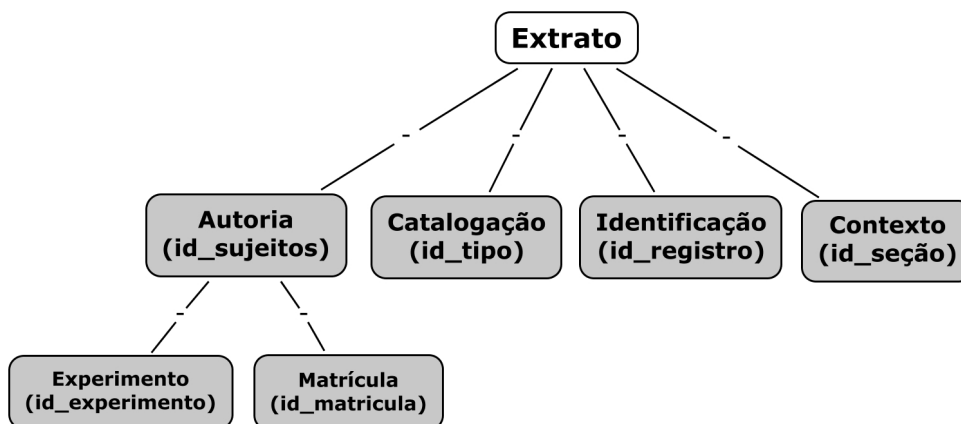 Extrato
-
-
-
-
Autoria
(id_sujeitos)
Catalogação
(id_tipo)
Identificação
(id_registro)
Contexto
(id_seção)
-
-
Experimento
(id_experimento)
Matrícula
(id_matricula)